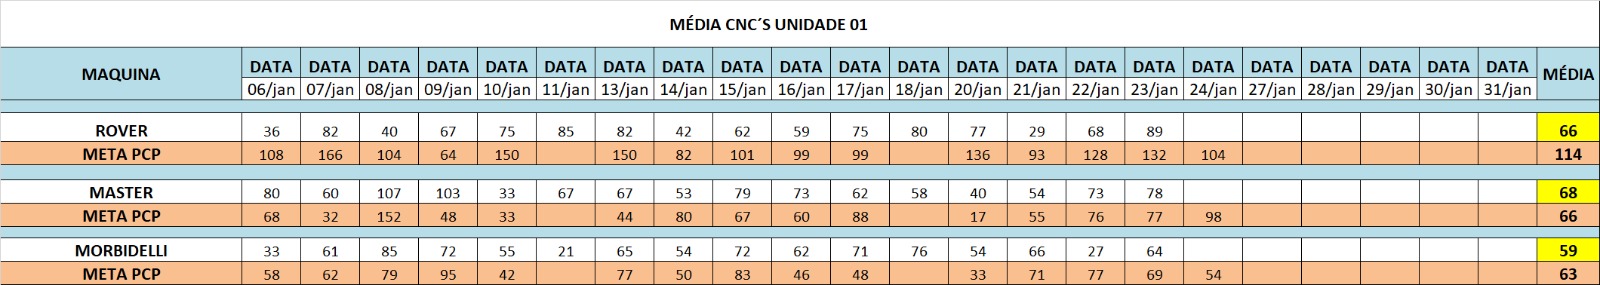 MÉDIA CNC´S UNIDADE 01
MAQUINA DATA DATA DATA DATA DATA DATA DATA DATA DATA DATA DATA DATA DATA DATA DATA DATA DATA DATA DATA DATA DATA DATA MÉDIA
06/jan 07/jan 08/jan 09/jan 10/jan 11/jan 13/jan 14/jan 15/jan 16/jan 17/jan 18/jan 20/jan 21/jan 22/jan 23/jan 24/jan 27/jan 28/jan 29/jan 30/jan 31/jan
ROVER 36 82 40 67 75 85 82 42 62 59 75 80 77 29 68 89 66
META PCP 108 166 104 64 150 150 82 101 99 99 136 93 128 132 104 114
MASTER 80 60 107 103 33 67 67 53 79 73 62 58 40 54 73 78 68
META PCP 68 32 152 48 33 44 80 67 60 88 17 55 76 77 98 66
MORBIDELLI 33 61 85 72 55 21 65 54 72 62 71 76 54 66 27 64 59
META PCP 58 62 79 95 42 77 50 83 46 48 33 71 77 69 54 63